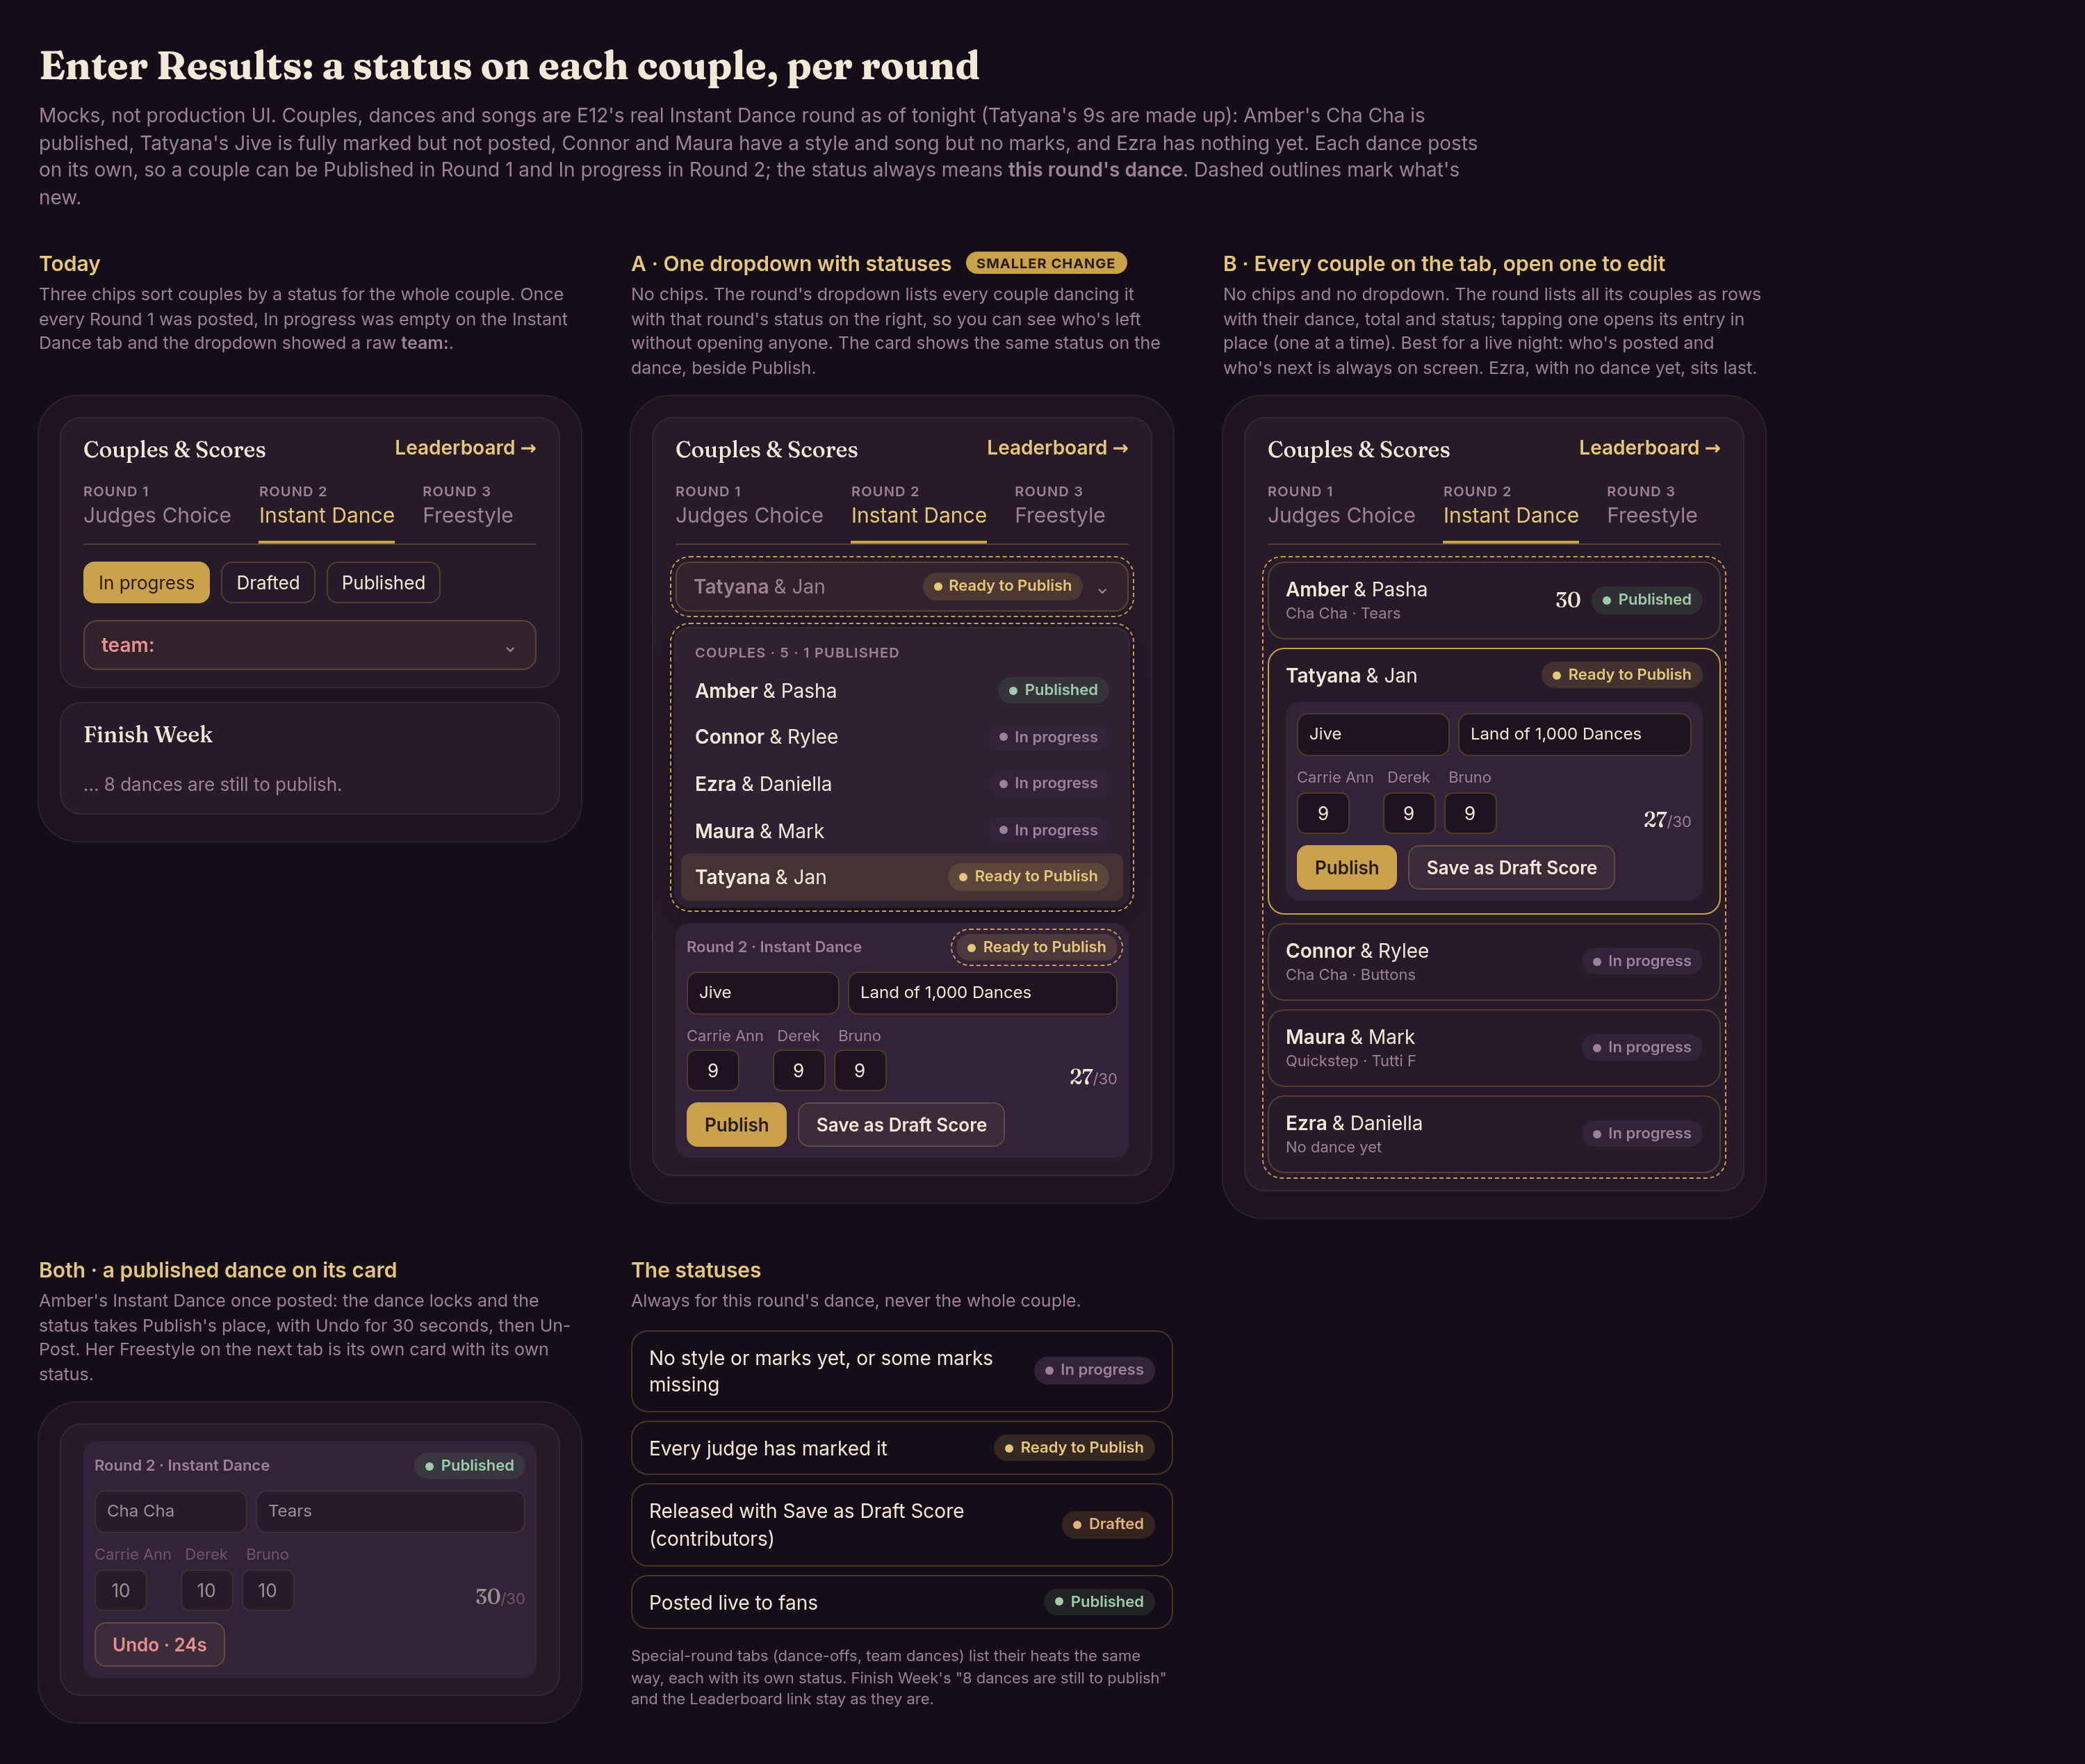 Enter Results: a status on each couple, per round
Mocks, not production UI. Couples, dances and songs are E12's real Instant Dance round as of tonight (Tatyana's 9s are made up): Amber's Cha Cha is
published, Tatyana's Jive is fully marked but not posted, Connor and Maura have a style and song but no marks, and Ezra has nothing yet. Each dance posts
on its own, so a couple can be Published in Round 1 and In progress in Round 2; the status always means this round's dance. Dashed outlines mark what's
new.
Today
Three chips sort couples by a status for the whole couple. Once
every Round 1 was posted, In progress was empty on the Instant
Dance tab and the dropdown showed a raw team:.
Couples & Scores
Leaderboard →
ROUND 1
ROUND 2
ROUND 3
Judges Choice
Instant Dance
Freestyle
In progress
Drafted
Published
team:
Finish Week
... 8 dances are still to publish.
A · One dropdown with statuses
SMALLER CHANGE
No chips. The round's dropdown lists every couple dancing it
with that round's status on the right, so you can see who's left
without opening anyone. The card shows the same status on the
dance, beside Publish.
Couples & Scores
Leaderboard →
ROUND 1
ROUND 2
ROUND 3
Judges Choice
Instant Dance
Freestyle
Tatyana & Jan
Ready to Publish
COUPLES · 5 · 1 PUBLISHED
Amber & Pasha
Published
Connor & Rylee
In progress
Ezra & Daniella
In progress
Maura & Mark
In progress
Tatyana & Jan
Ready to Publish
Round 2 · Instant Dance
Ready to Publish
Jive
Land of 1,000 Dances
Carrie Ann
Derek
Bruno
9
9
9
27/30
Publish
Save as Draft Score
B · Every couple on the tab, open one to edit
No chips and no dropdown. The round lists all its couples as rows
with their dance, total and status; tapping one opens its entry in
place (one at a time). Best for a live night: who's posted and
who's next is always on screen. Ezra, with no dance yet, sits last.
Couples & Scores
Leaderboard →
ROUND 1
ROUND 2
ROUND 3
Judges Choice
Instant Dance
Freestyle
Amber & Pasha
Cha Cha · Tears
30
Published
Tatyana & Jan
Ready to Publish
Jive
Land of 1,000 Dances
Carrie Ann
Derek
Bruno
9
9
9
27/30
Publish
Save as Draft Score
Connor & Rylee
Cha Cha · Buttons
In progress
Maura & Mark
Quickstep · Tutti F
In progress
Ezra & Daniella
No dance yet
In progress
Both · a published dance on its card
Amber's Instant Dance once posted: the dance locks and the
status takes Publish's place, with Undo for 30 seconds, then Un-
Post. Her Freestyle on the next tab is its own card with its own
status.
Round 2 · Instant Dance
Published
Cha Cha
Tears
Carrie Ann
Derek
Bruno
10
10
10
30/30
Undo · 24s
The statuses
Always for this round's dance, never the whole couple.
No style or marks yet, or some marks
missing
In progress
Every judge has marked it
Ready to Publish
Released with Save as Draft Score
(contributors)
Drafted
Posted live to fans
Published
Special-round tabs (dance-offs, team dances) list their heats the same
way, each with its own status. Finish Week's "8 dances are still to publish"
and the Leaderboard link stay as they are.